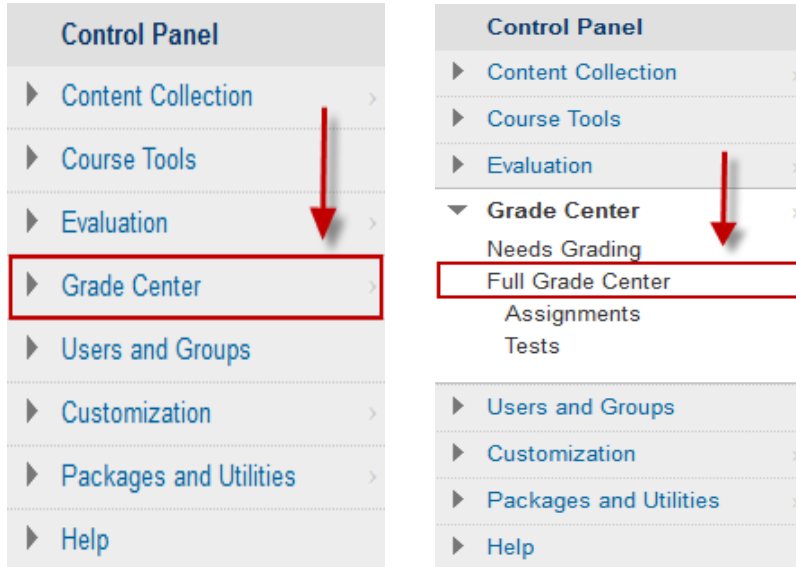 Control Panel
Content Collection
Course Tools
Evaluation
Grade Center
Users and Groups
Customization
Packages and Utilities
Help
Control Panel
Content Collection
Course Tools
Evaluation
Grade Center
Needs Grading
Full Grade Center
Assignments
Tests
Users and Groups
Customization
Packages and Utilities
Help